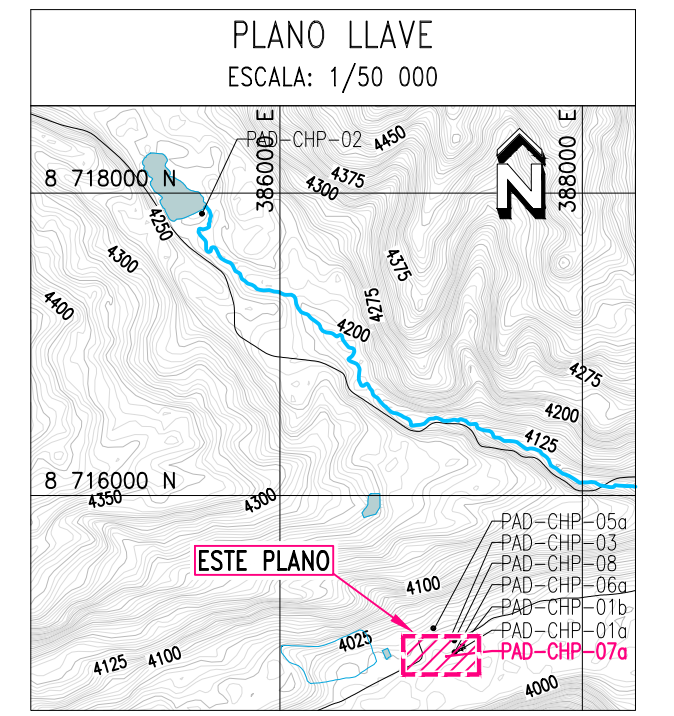 PLANO LLAVE
ESCALA: 1/50 000
386000 E
388000 E
PAD-CHP-02
4450
4375
4300
N
8 718000 N
4250
4300
4375
4400
4275
4200
4275
4200
4125
8 716000 N
4350
4300
PAD-CHP-05a
PAD-CHP-03
ESTE PLANO
PAD-CHP-08
4100
PAD-CHP-06a
PAD-CHP-01b
PAD-CHP-01a
4025
PAD-CHP-07a
4125
4100
4000